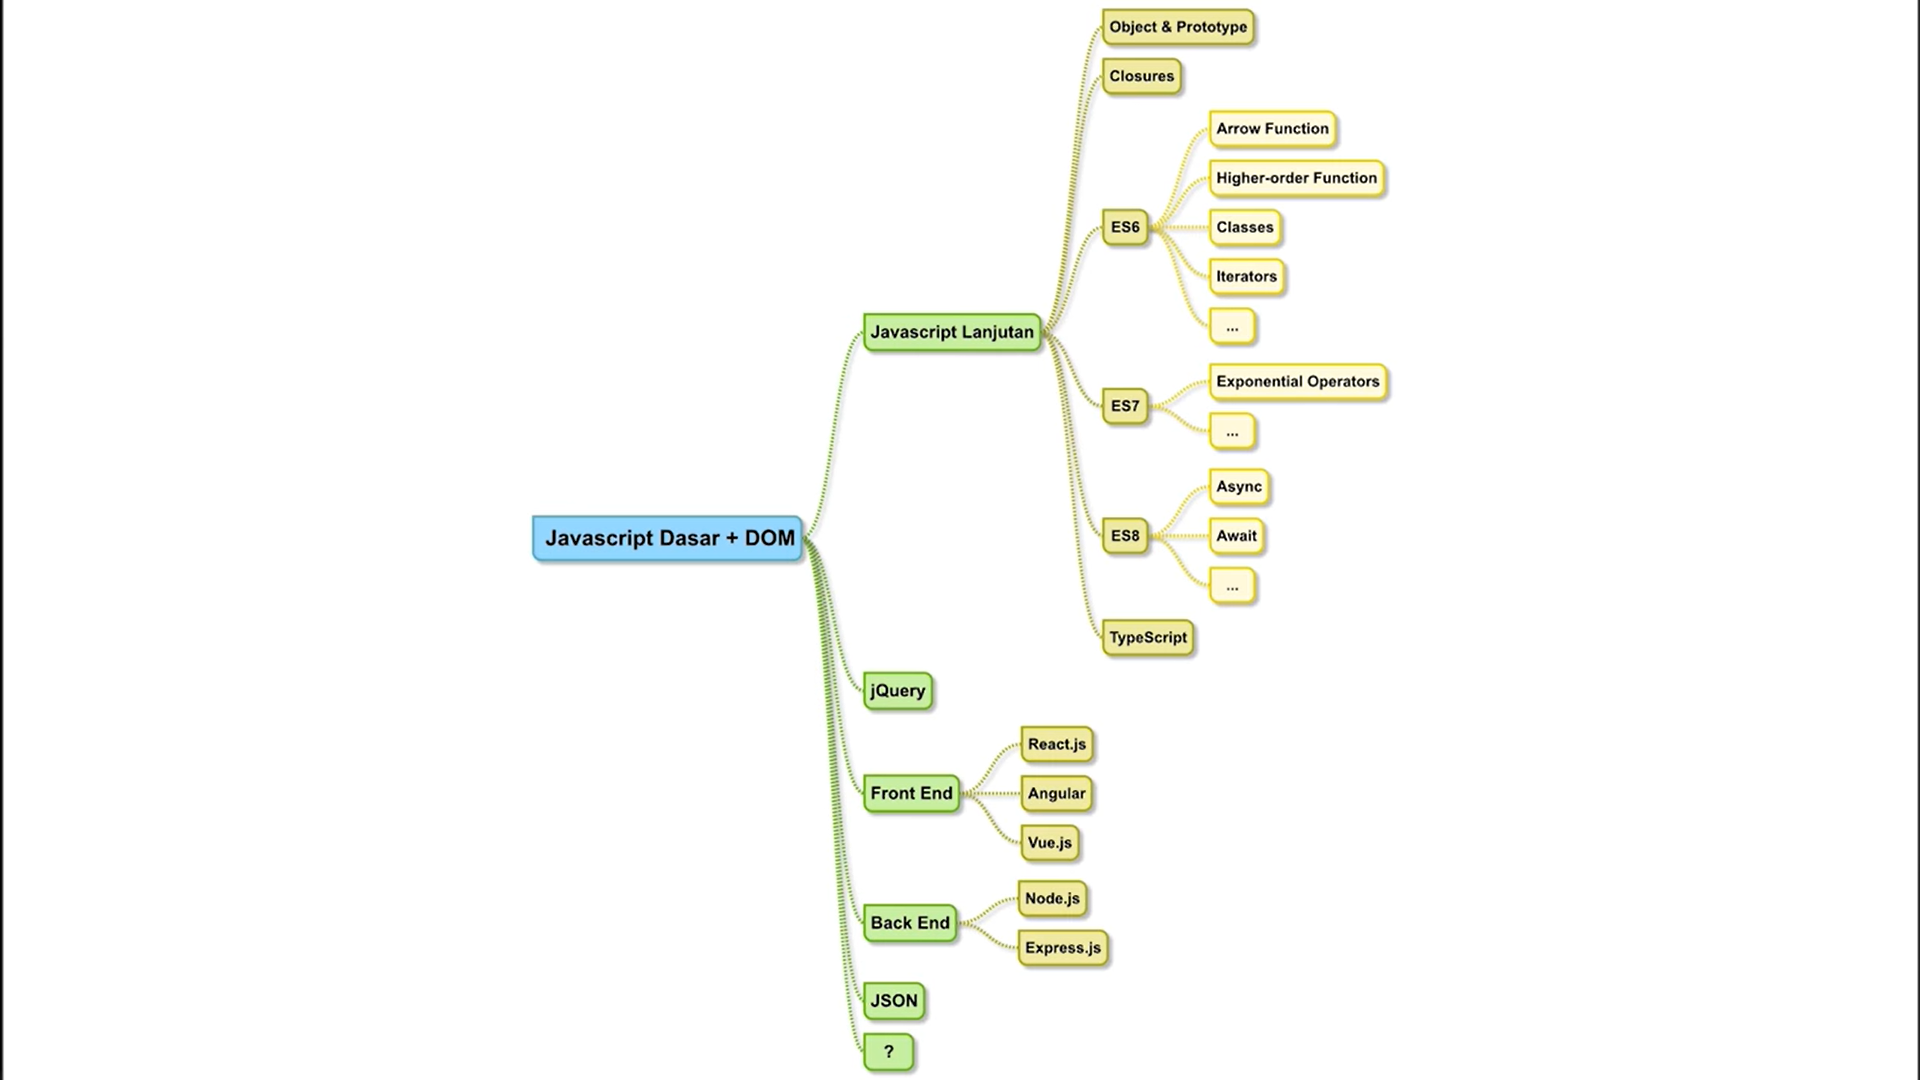 Javascript Dasar + DOM
Javascript Lanjutan
Object & Prototype
Closures
ES6
Arrow Function
Higher-order Function
Classes
Iterators
...
ES7
Exponential Operators
...
ES8
Async
Await
...
TypeScript
jQuery
Front End
React.js
Angular
Vue.js
Back End
Node.js
Express.js
JSON
?